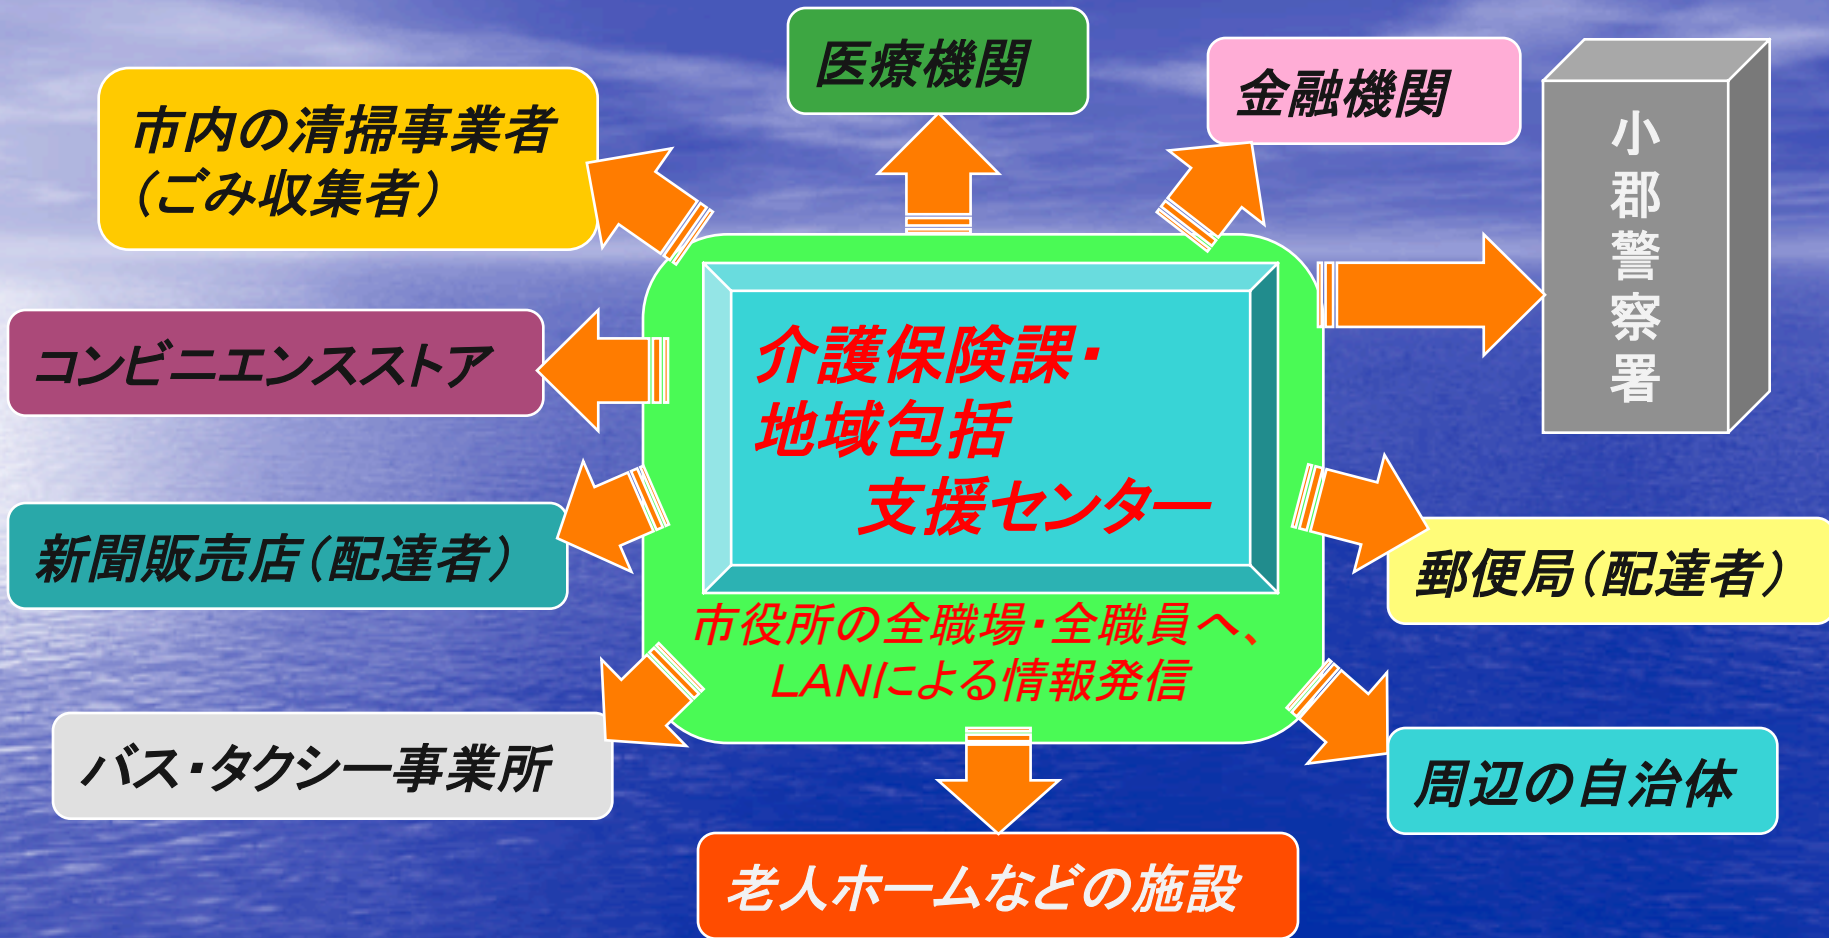 医療機関
金融機関
市内の清掃事業者
（ごみ収集者）
小郡警察署
コンビニエンスストア
介護保険課・
地域包括
支援センター
新聞販売店（配達者）
郵便局（配達者）
市役所の全職場・全職員へ、
LANによる情報発信
バス・タクシー事業所
周辺の自治体
老人ホームなどの施設